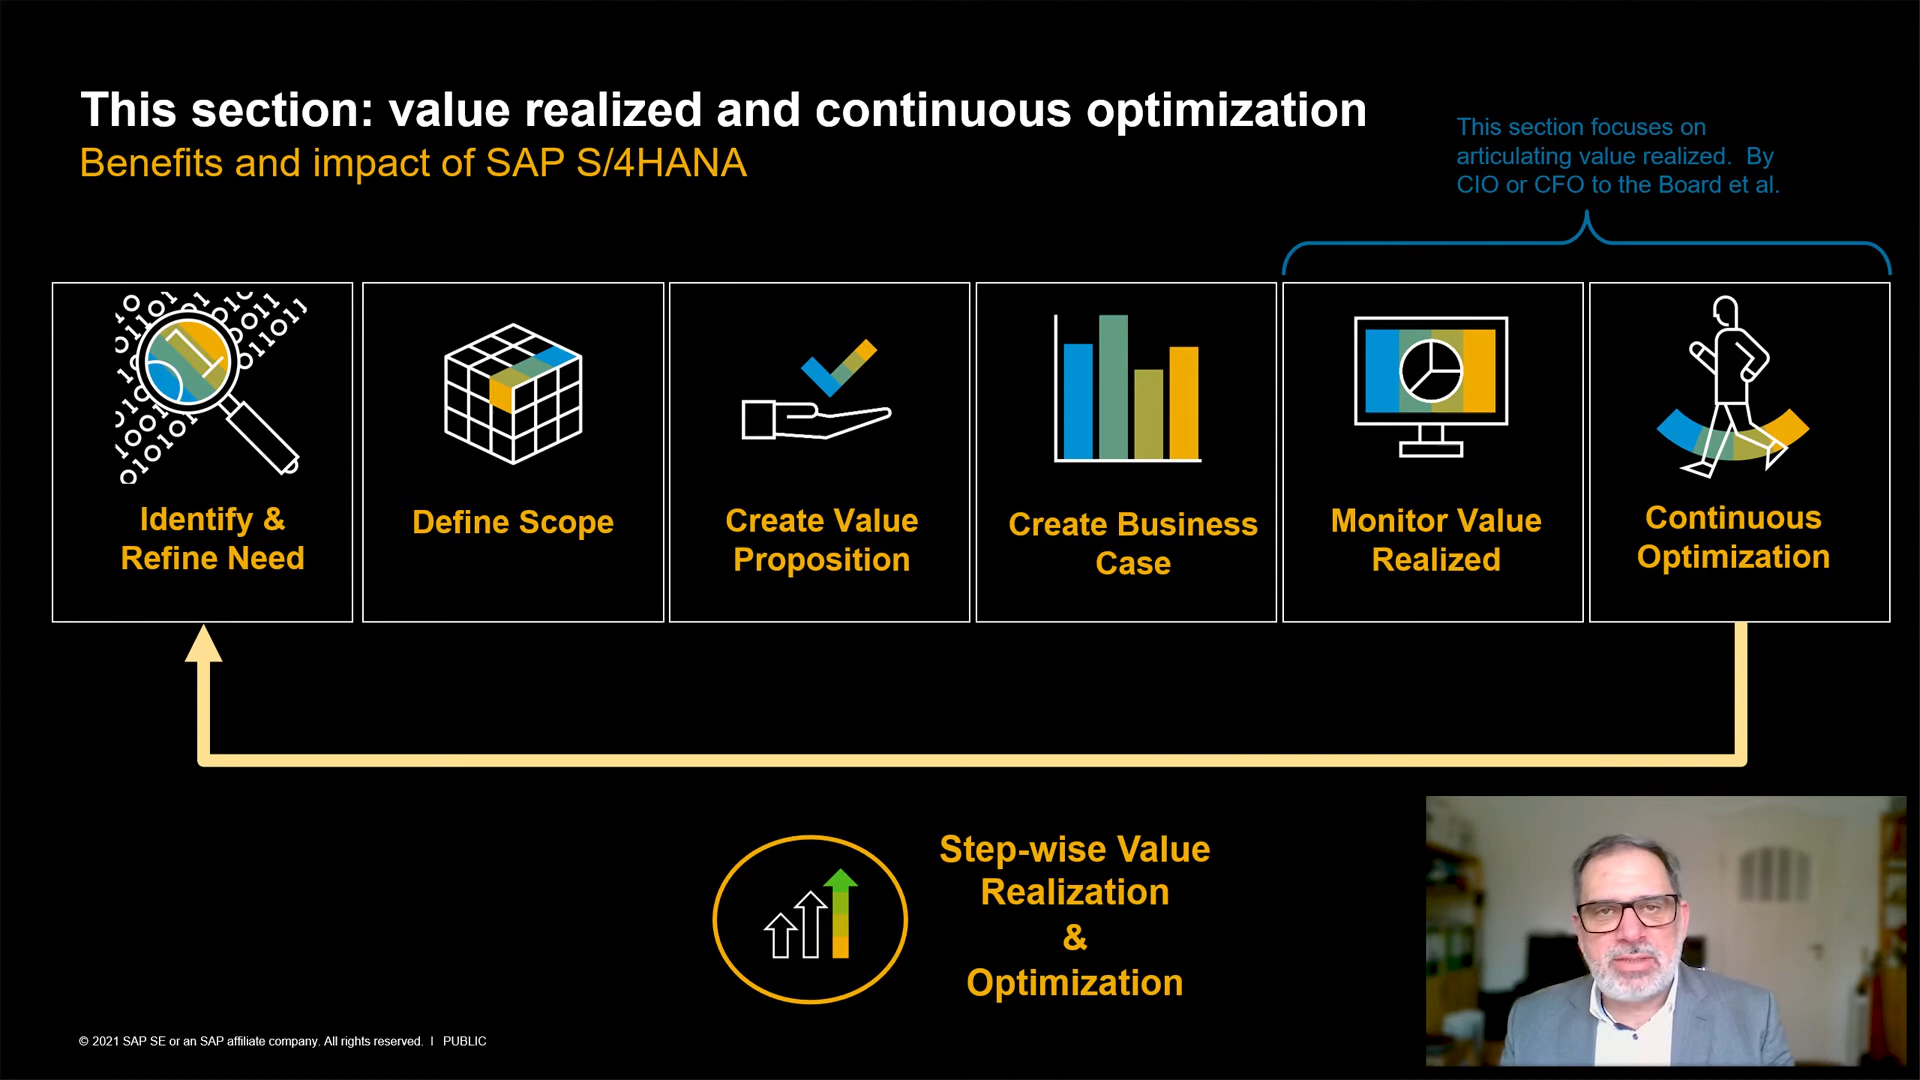 This section: value realized and continuous optimization
Benefits and impact of SAP S/4HANA
This section focuses on
articulating value realized. By
CIO or CFO to the Board et al.
Identify &
Refine Need
Define Scope
Create Value
Proposition
Create Business
Case
Monitor Value
Realized
Continuous
Optimization
Step-wise Value
Realization
&
Optimization
© 2021 SAP SE or an SAP affiliate company. All rights reserved. | PUBLIC